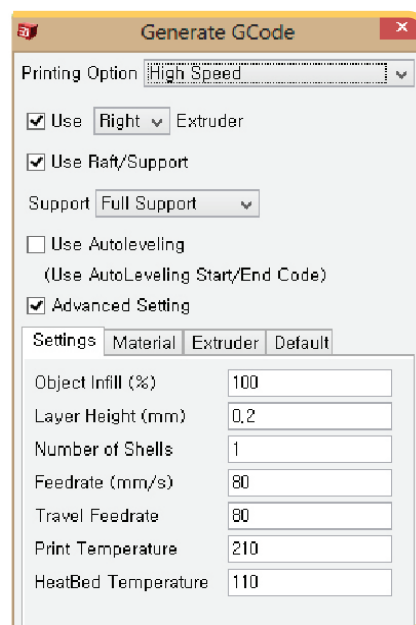 Generate GCode
Printing Option High Speed
Use Right Extruder
Use Raft/Support
Support Full Support
Use Autoleveling
(Use AutoLeveling Start/End Code)
Advanced Setting
Settings Material Extruder Default
Object Infill (%) 100
Layer Height (mm) 0.2
Number of Shells 1
Feedrate (mm/s) 80
Travel Feedrate 80
Print Temperature 210
HeatBed Temperature 110